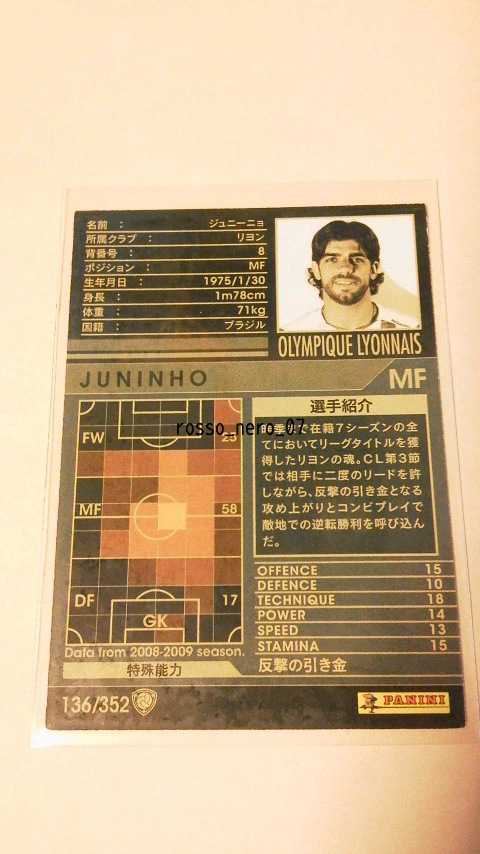 名前 : ジュニーニョ
所属クラブ : リヨン
背番号 : 8
ポジション : MF
生年月日 : 1975/1/30
身長 : 1m78cm
体重 : 71kg
国籍 : ブラジル
OLYMPIQUE LYONNAIS
JUNINHO
MF
FW 25
MF 58
DF 17
GK
Data from 2008-2009 season.
特殊能力
選手紹介
rosso_nero_07
在籍7シーズンの全
てにおいてリーグタイトルを獲
得したリヨンの魂。CL第3節
では相手に二度のリードを許
しながら、反撃の引き金となる
攻め上がりとコンビプレイで
敵地での逆転勝利を呼び込ん
だ。
OFFENCE 15
DEFENCE 10
TECHNIQUE 18
POWER 14
SPEED 13
STAMINA 15
反撃の引き金
136/352
PANINI